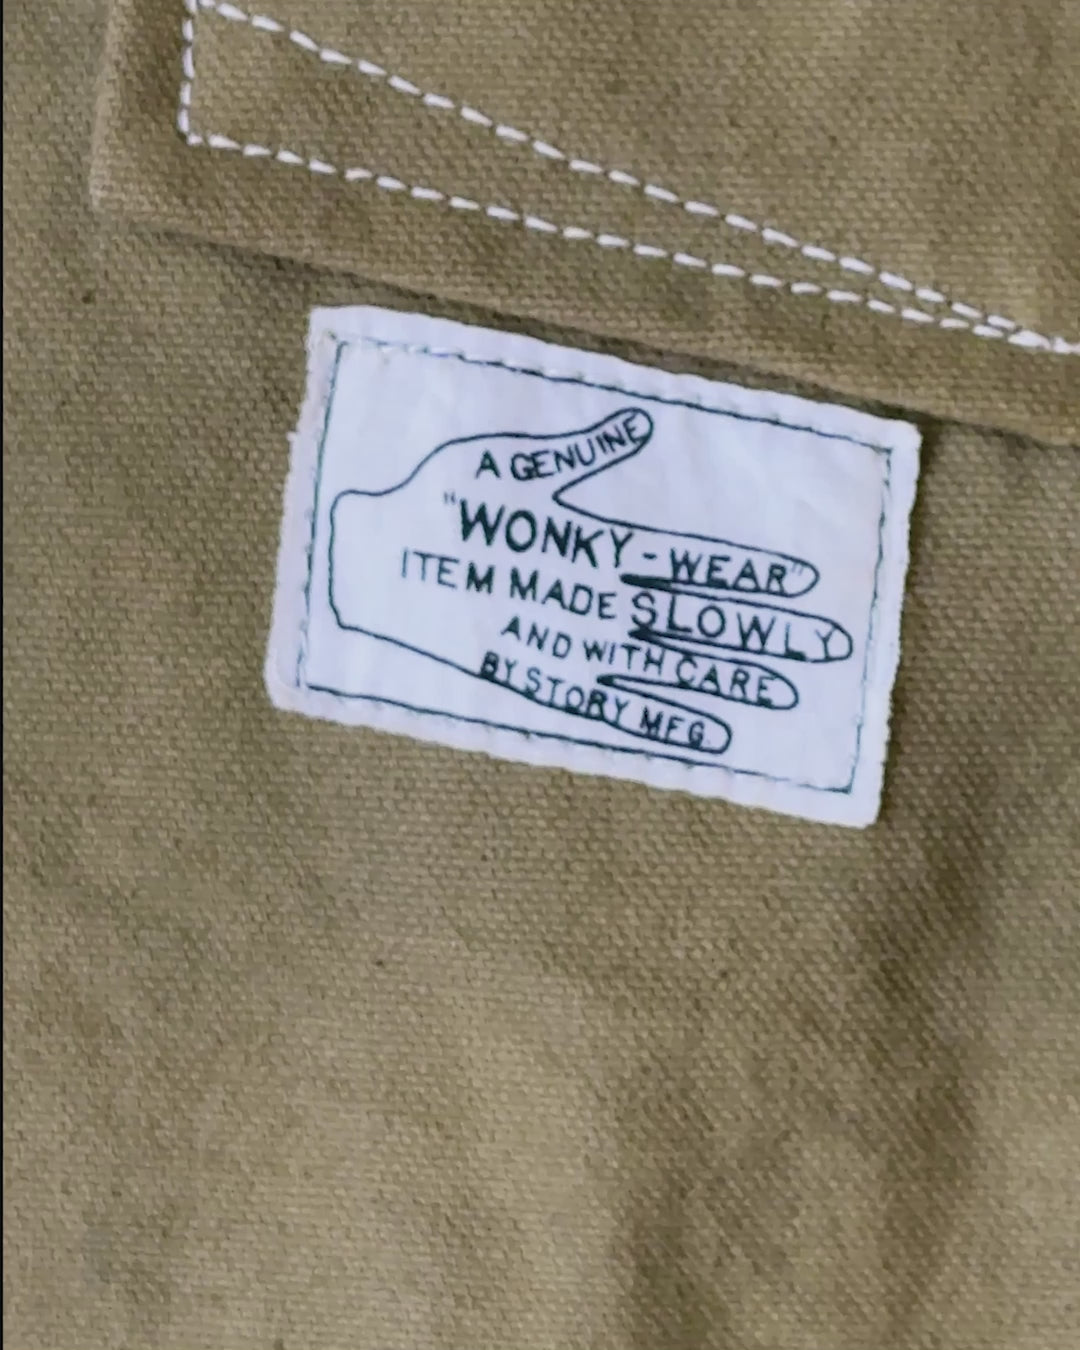 A GENUINE
"WONKY-WEAR"
ITEM MADE SLOWLY
AND WITH CARE
BY STORY MFG.